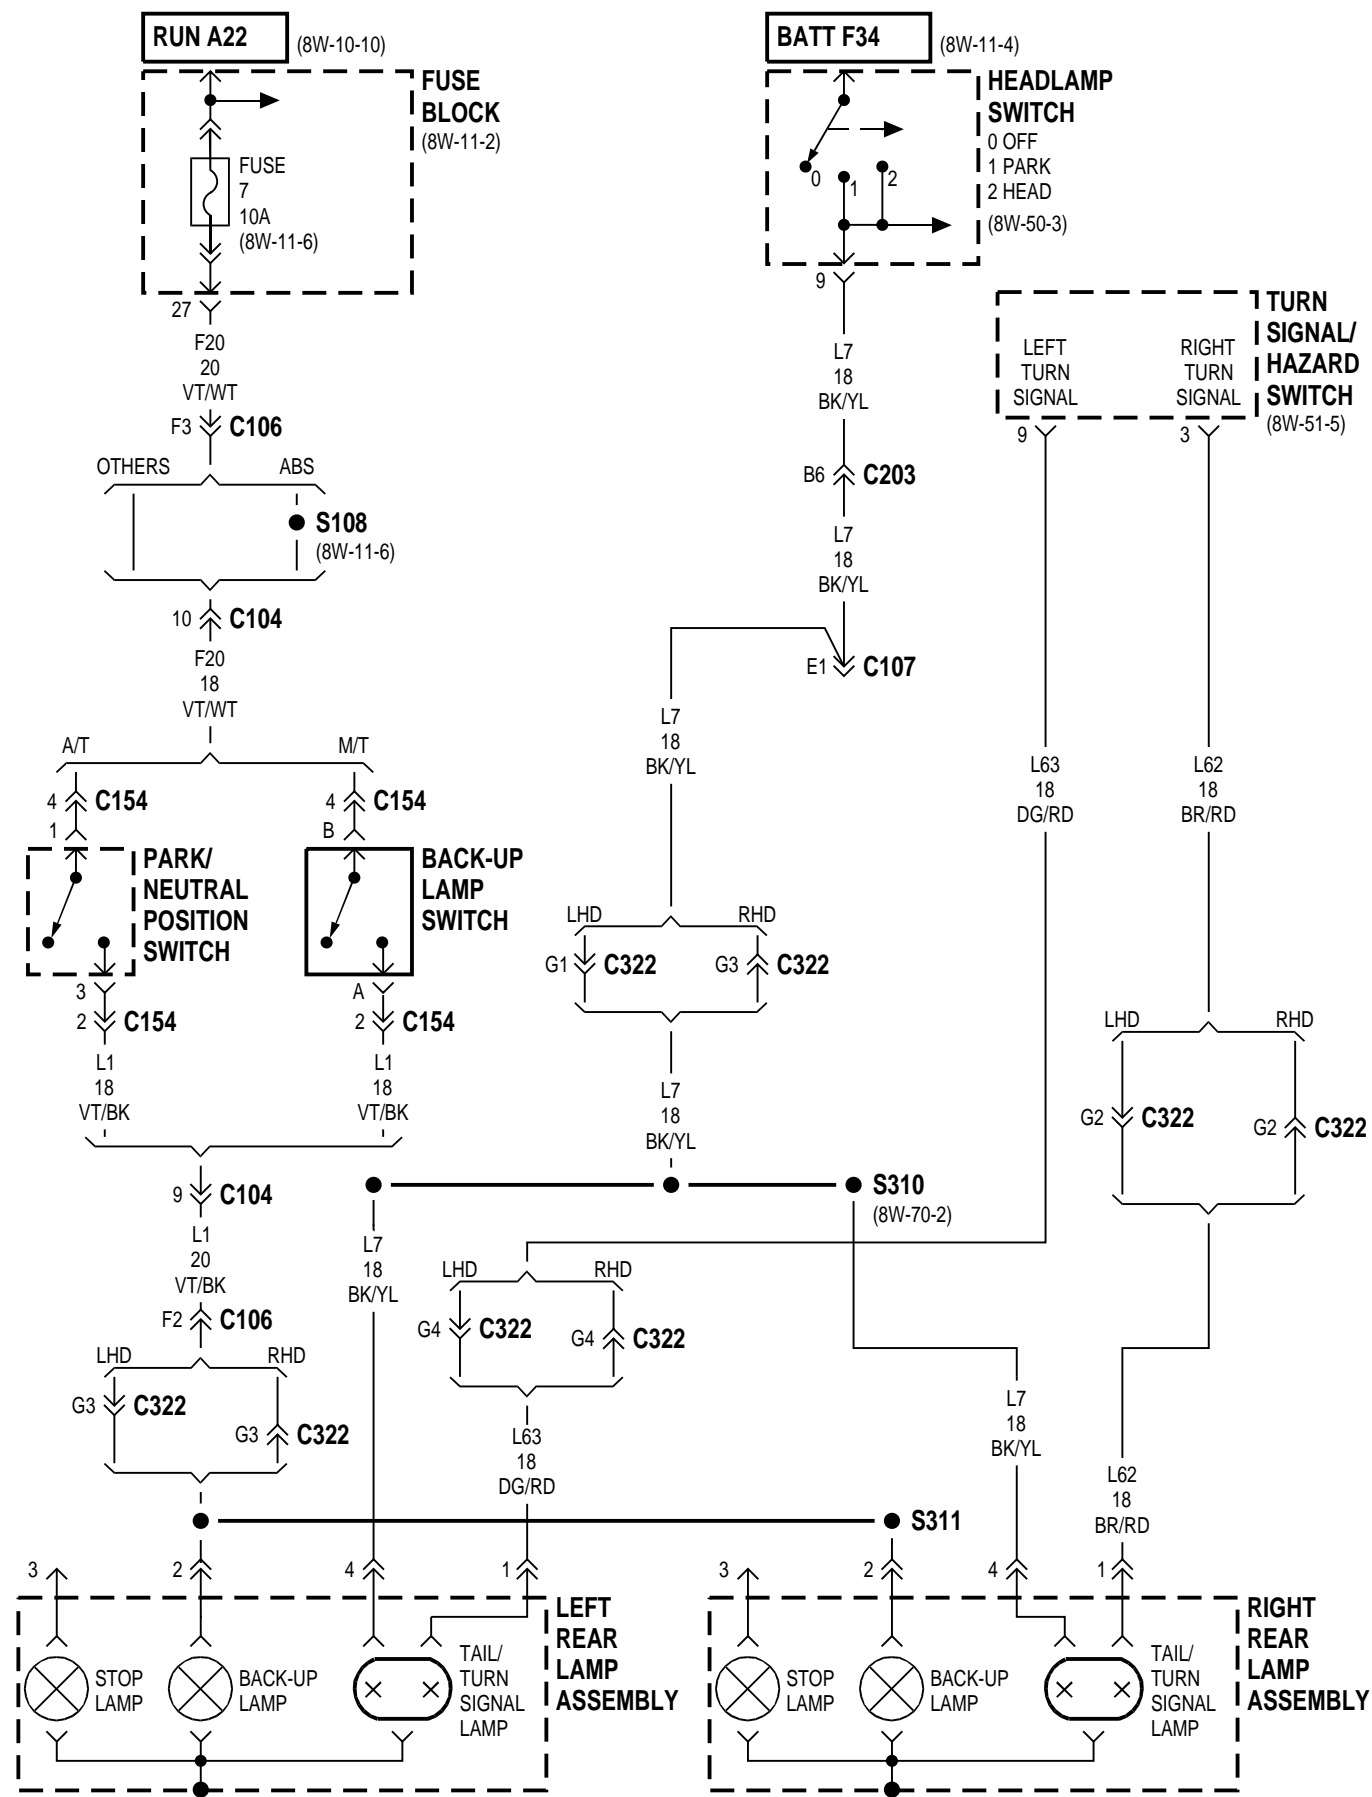 RUN A22
(8W-10-10)
FUSE
BLOCK
(8W-11-2)
FUSE
7
10A
(8W-11-6)
27
F20
20
VT/WT
F3
C106
OTHERS
ABS
S108
(8W-11-6)
10
C104
F20
18
VT/WT
A/T
M/T
4
C154
4
C154
1
B
PARK/
NEUTRAL
POSITION
SWITCH
BACK-UP
LAMP
SWITCH
3
A
2
C154
2
C154
L1
18
VT/BK
L1
18
VT/BK
9
C104
L1
20
VT/BK
F2
C106
LHD
RHD
G3
C322
G3
C322
BATT F34
(8W-11-4)
HEADLAMP
SWITCH
0 OFF
1 PARK
2 HEAD
(8W-50-3)
0
1
2
9
L7
18
BK/YL
B6
C203
L7
18
BK/YL
E1
C107
L7
18
BK/YL
LHD
RHD
G1
C322
G3
C322
L7
18
BK/YL
S310
(8W-70-2)
L7
18
BK/YL
TURN
SIGNAL/
HAZARD
SWITCH
(8W-51-5)
LEFT
TURN
SIGNAL
RIGHT
TURN
SIGNAL
9
3
L63
18
DG/RD
L62
18
BR/RD
LHD
RHD
G2
C322
G2
C322
LHD
RHD
G4
C322
G4
C322
L63
18
DG/RD
L7
18
BK/YL
L62
18
BR/RD
S311
3
2
4
1
3
2
4
1
LEFT
REAR
LAMP
ASSEMBLY
STOP
LAMP
BACK-UP
LAMP
TAIL/
TURN
SIGNAL
LAMP
RIGHT
REAR
LAMP
ASSEMBLY
STOP
LAMP
BACK-UP
LAMP
TAIL/
TURN
SIGNAL
LAMP